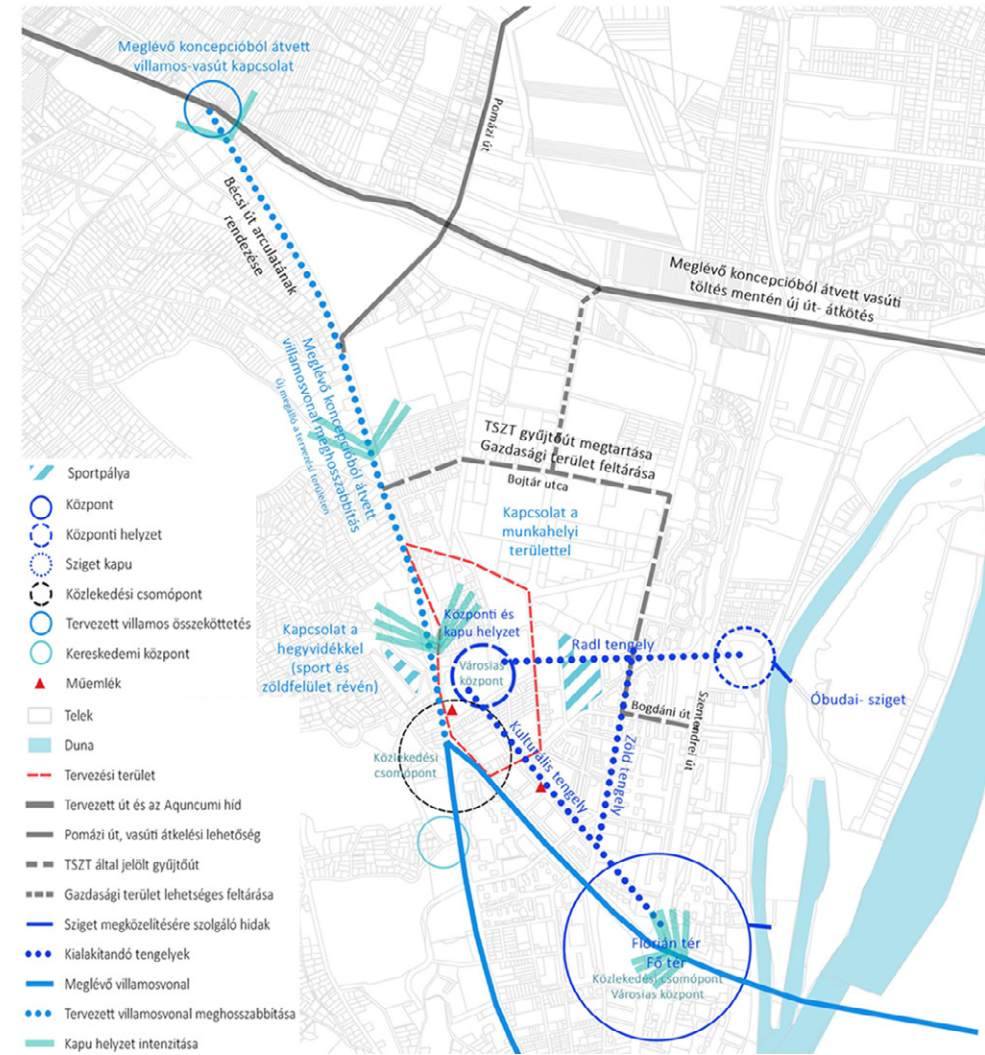 Meglévő koncepcióból átvett
villamos-vasút kapcsolat
Pomázi út
Bécsi út arculatának
rendezése
Meglévő koncepcióból átvett vasúti
töltés mentén új út- átkötés
Meglévő koncepcióból átvett
villamosvonal meghosszabbítás
Új megálló a tervezési területen
TSZT gyűjtőút megtartása
Gazdasági terület feltárása
Bojtár utca
Kapcsolat a
munkahelyi
területtel
Központi és
kapu helyzet
Városias
központ
Radl tengely
Kapcsolat a
hegyvidékkel
(sport és
zöldfelület révén)
Óbudai- sziget
Bogdáni út
Szentendrei út
Zöld tengely
Kulturális tengely
Közlekedési
csomópont
Flórián tér
Fő tér
Közlekedési csomópont
Városias központ
Sportpálya
Központ
Központi helyzet
Sziget kapu
Közlekedési csomópont
Tervezett villamos összeköttetés
Kereskedemi központ
Műemlék
Telek
Duna
Tervezési terület
Tervezett út és az Aquncumi híd
Pomázi út, vasúti átkelési lehetőség
TSZT által jelölt gyűjtőút
Gazdasági terület lehetséges feltárása
Sziget megközelítésére szolgáló hidak
Kialakítandó tengelyek
Meglévő villamosvonal
Tervezett villamosvonal meghosszabbítása
Kapu helyzet intenzitása